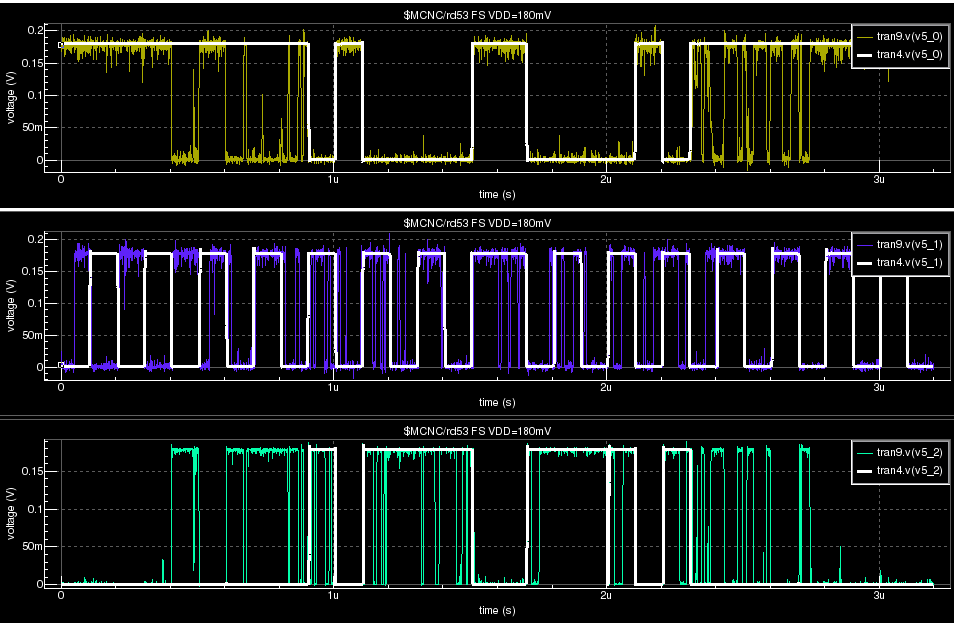 $MCNC/rd53 FS VDD=180mV
tran9.v(v5_0)
tran4.v(v5_0)
voltage (V)
0.2
0.15
0.1
50m
0
0
1u
2u
3u
time (s)
$MCNC/rd53 FS VDD=180mV
tran9.v(v5_1)
tran4.v(v5_1)
voltage (V)
0.2
0.15
0.1
50m
0
0
1u
2u
3u
time (s)
$MCNC/rd53 FS VDD=180mV
tran9.v(v5_2)
tran4.v(v5_2)
voltage (V)
0.15
0.1
50m
0
0
1u
2u
3u
time (s)